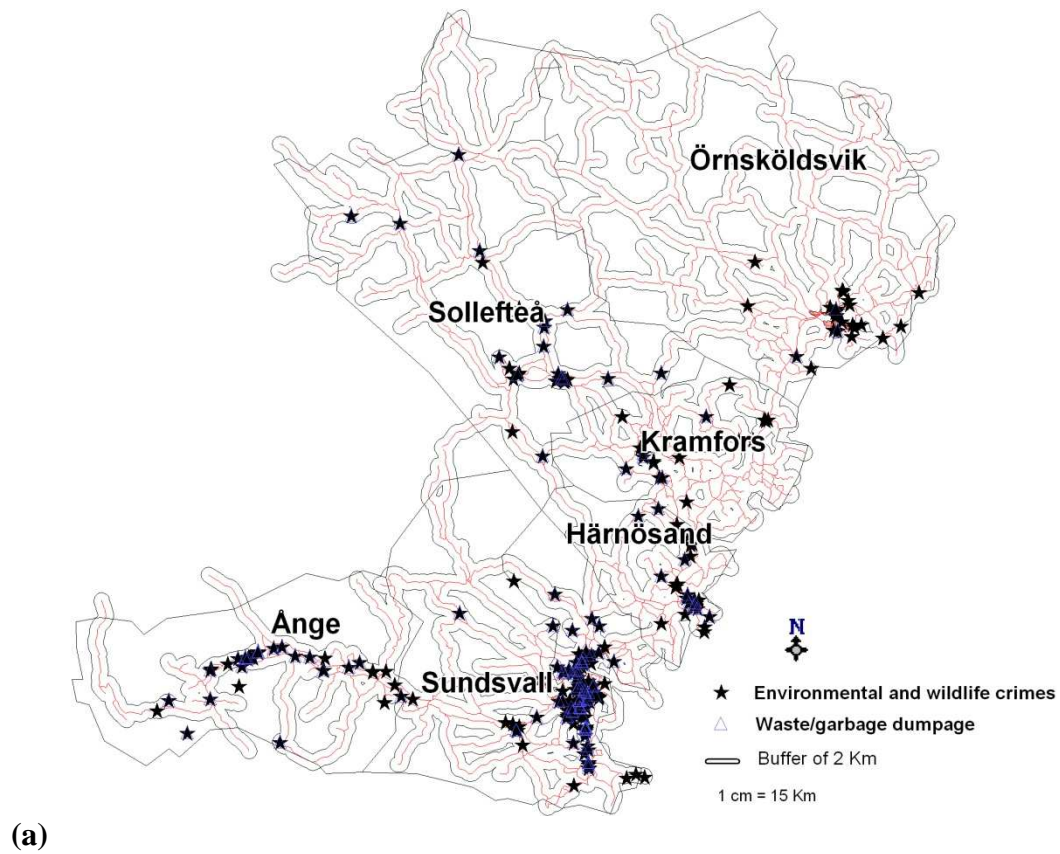 Örnsköldsvik
Sollefteå
Kramfors
Härnösand
Ånge
Sundsvall
N
Environmental and wildlife crimes
Waste/garbage dumpage
Buffer of 2 Km
1 cm = 15 Km
(a)